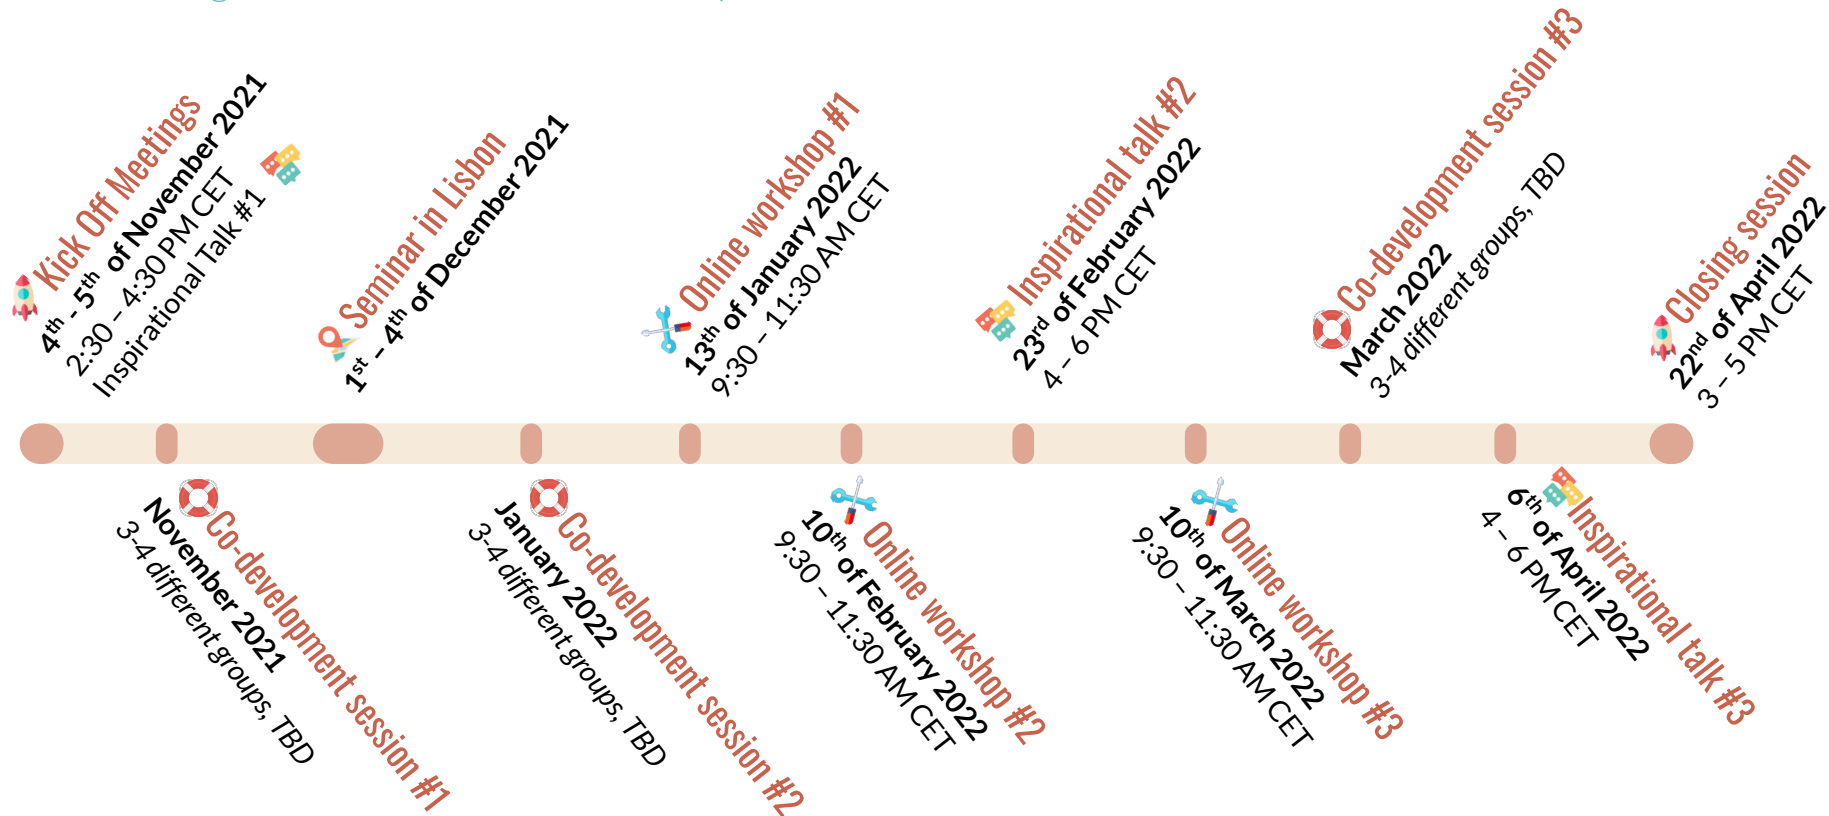 Kick Off Meetings
4th - 5th of November 2021
2:30 – 4:30 PM CET
Inspirational Talk #1
Co-development session #1
November 2021
3-4 different groups, TBD
Seminar in Lisbon
1st – 4th of December 2021
Co-development session #2
January 2022
3-4 different groups, TBD
Online workshop #1
13th of January 2022
9:30 – 11:30 AM CET
Online workshop #2
10th of February 2022
9:30 – 11:30 AM CET
Inspirational talk #2
23rd of February 2022
4 – 6 PM CET
Online workshop #3
10th of March 2022
9:30 – 11:30 AM CET
Co-development session #3
March 2022
3-4 different groups, TBD
Inspirational talk #3
6th of April 2022
4 – 6 PM CET
Closing session
22nd of April 2022
3 – 5 PM CET